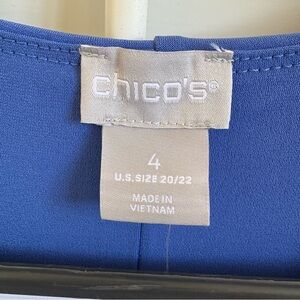 chico's®
4
U.S.SIZE 20/22
MADE IN
VIETNAM